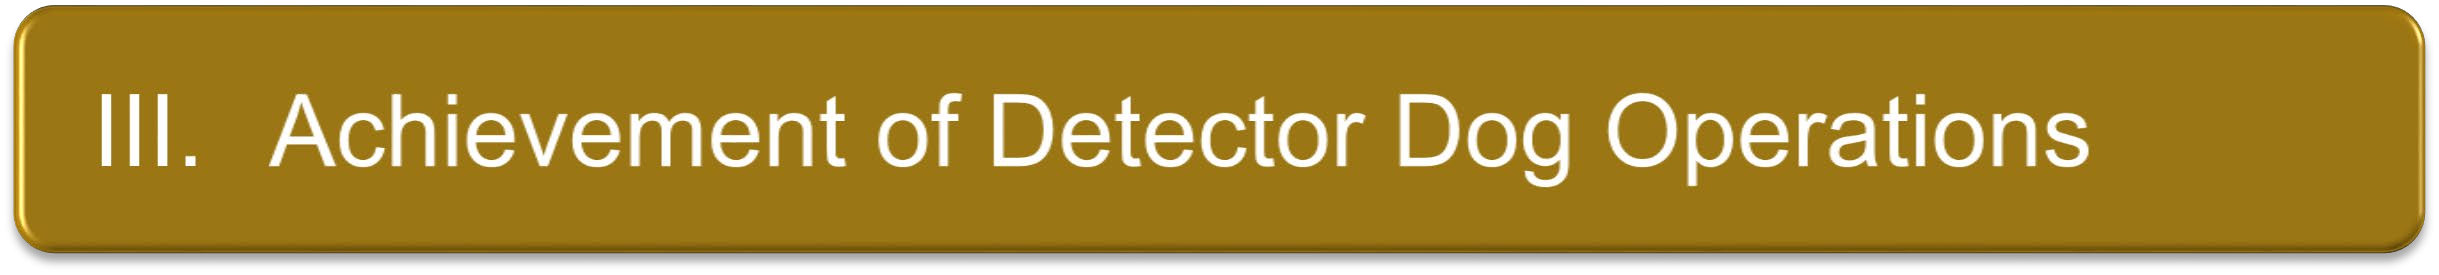 III. Achievement of Detector Dog Operations